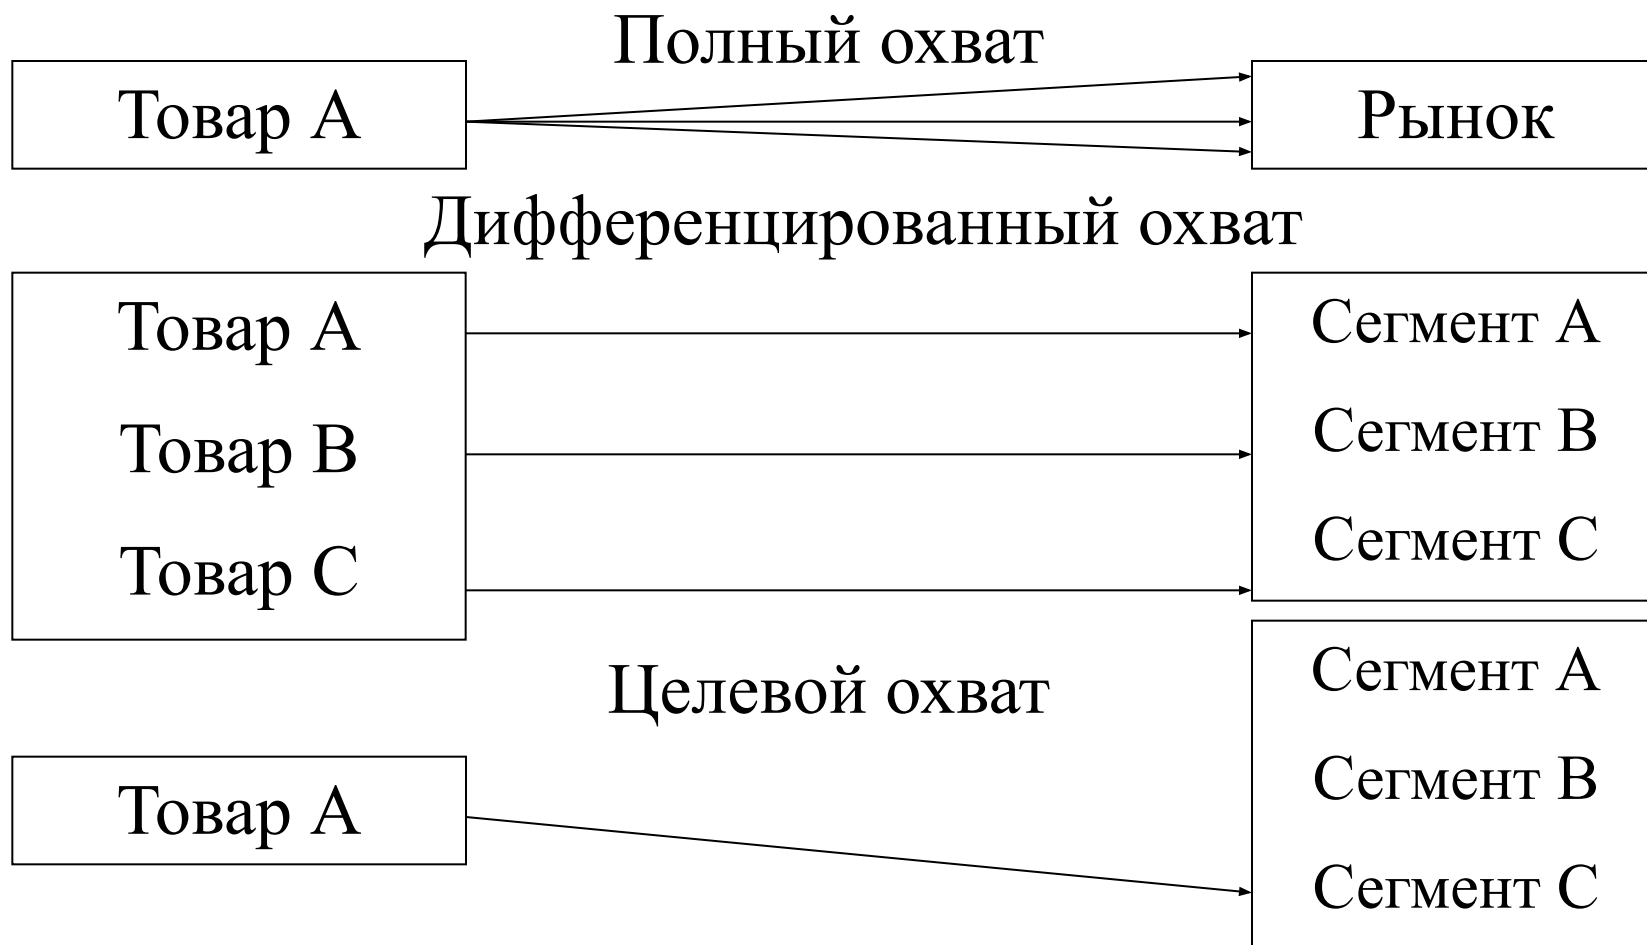 Полный охват
Товар А
Рынок
Дифференцированный охват
Товар А
Сегмент А
Товар В
Сегмент В
Товар С
Сегмент С
Целевой охват
Товар А
Сегмент А
Сегмент В
Сегмент С